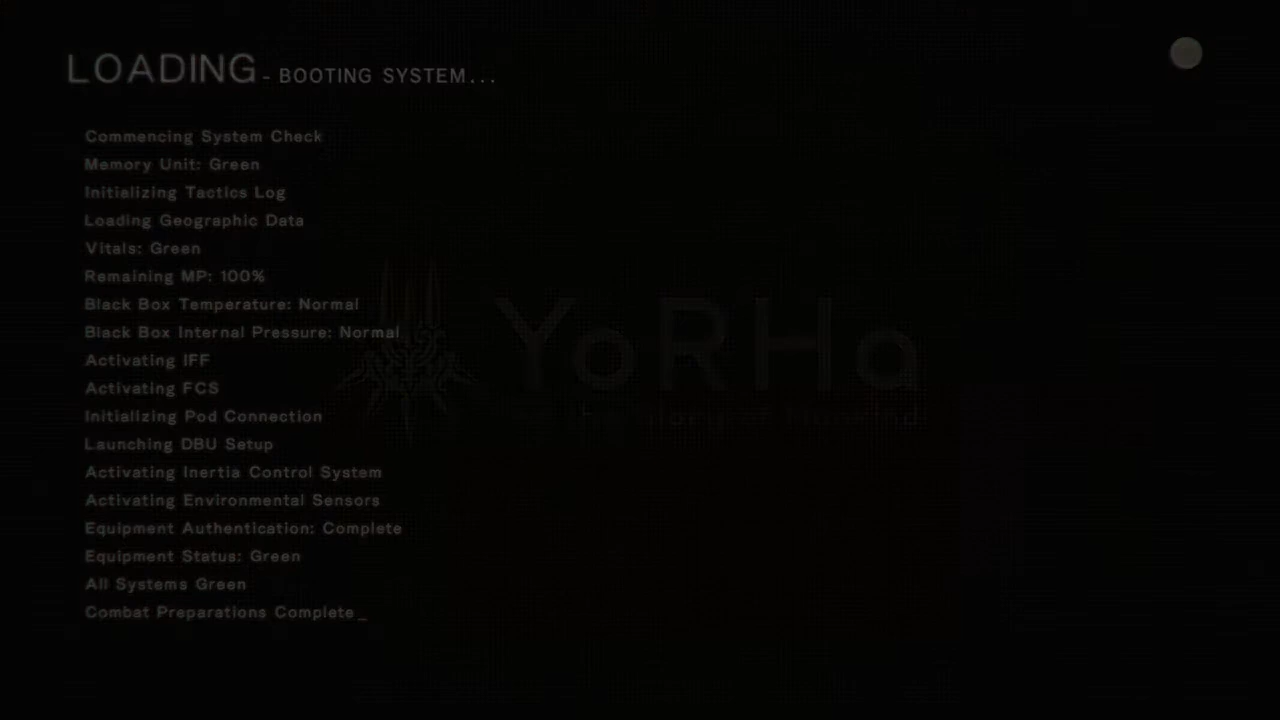 LOADING - BOOTING SYSTEM...
Commencing System Check
Memory Unit: Green
Initializing Tactics Log
Loading Geographic Data
Vitals: Green
Remaining MP: 100%
Black Box Temperature: Normal
Black Box Internal Pressure: Normal
Activating IFF
Activating FCS
Initializing Pod Connection
Launching DBU Setup
Activating Inertia Control System
Activating Environmental Sensors
Equipment Authentication: Complete
Equipment Status: Green
All Systems Green
Combat Preparations Complete_
YoRHa